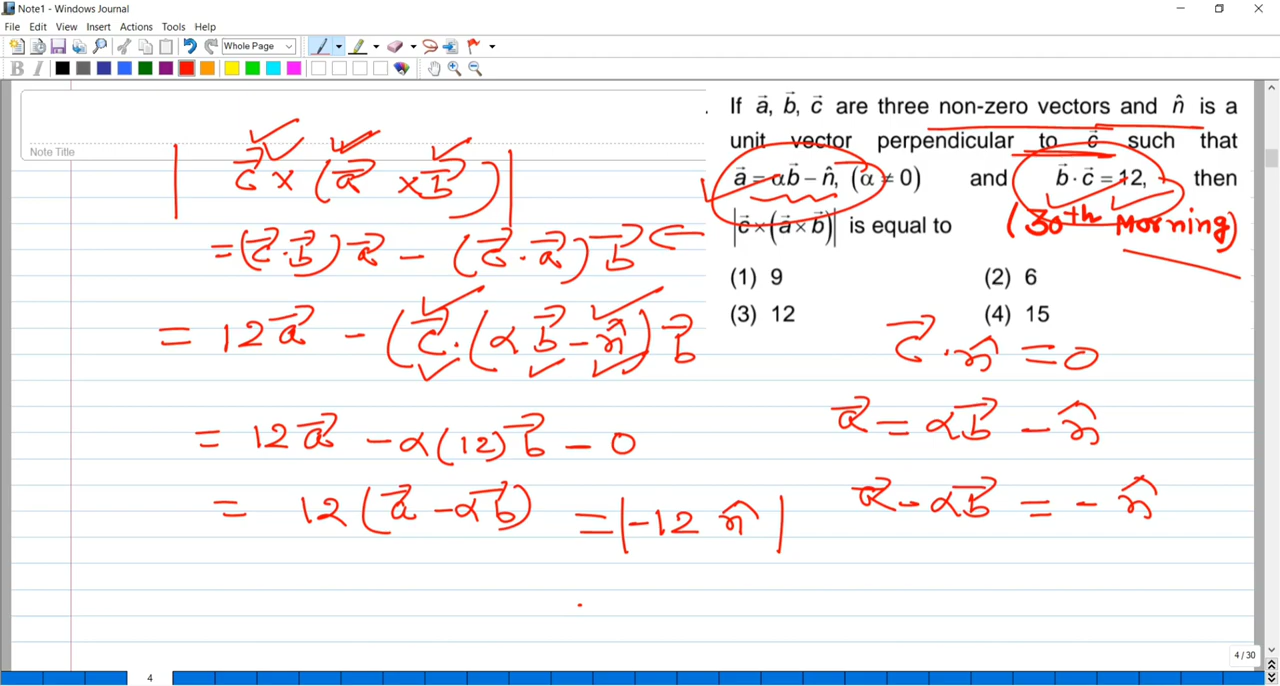 Note1 - Windows Journal
File Edit View Insert Actions Tools Help
Whole Page
B I
Note Title
If a⃗, b⃗, c⃗ are three non-zero vectors and n̂ is a
unit vector perpendicular to c⃗ such that
a⃗ = αb⃗ − n̂, (α ≠ 0) and b⃗ · c⃗ = 12, then
|c⃗ × (a⃗ × b⃗)| is equal to
(30th Morning)
(1) 9 (2) 6
(3) 12 (4) 15
| c⃗ × (a⃗ × b⃗) |
= (c⃗ · b⃗) a⃗ − (c⃗ · a⃗) b⃗
= 12 a⃗ − (c⃗ · (α b⃗ − n̂) b⃗
= 12 a⃗ − α(12) b⃗ − 0
= 12 (a⃗ − αb⃗) = |−12 n̂|
c⃗ · n̂ = 0
a⃗ = αb⃗ − n̂
a⃗ − αb⃗ = − n̂
4 / 30
4